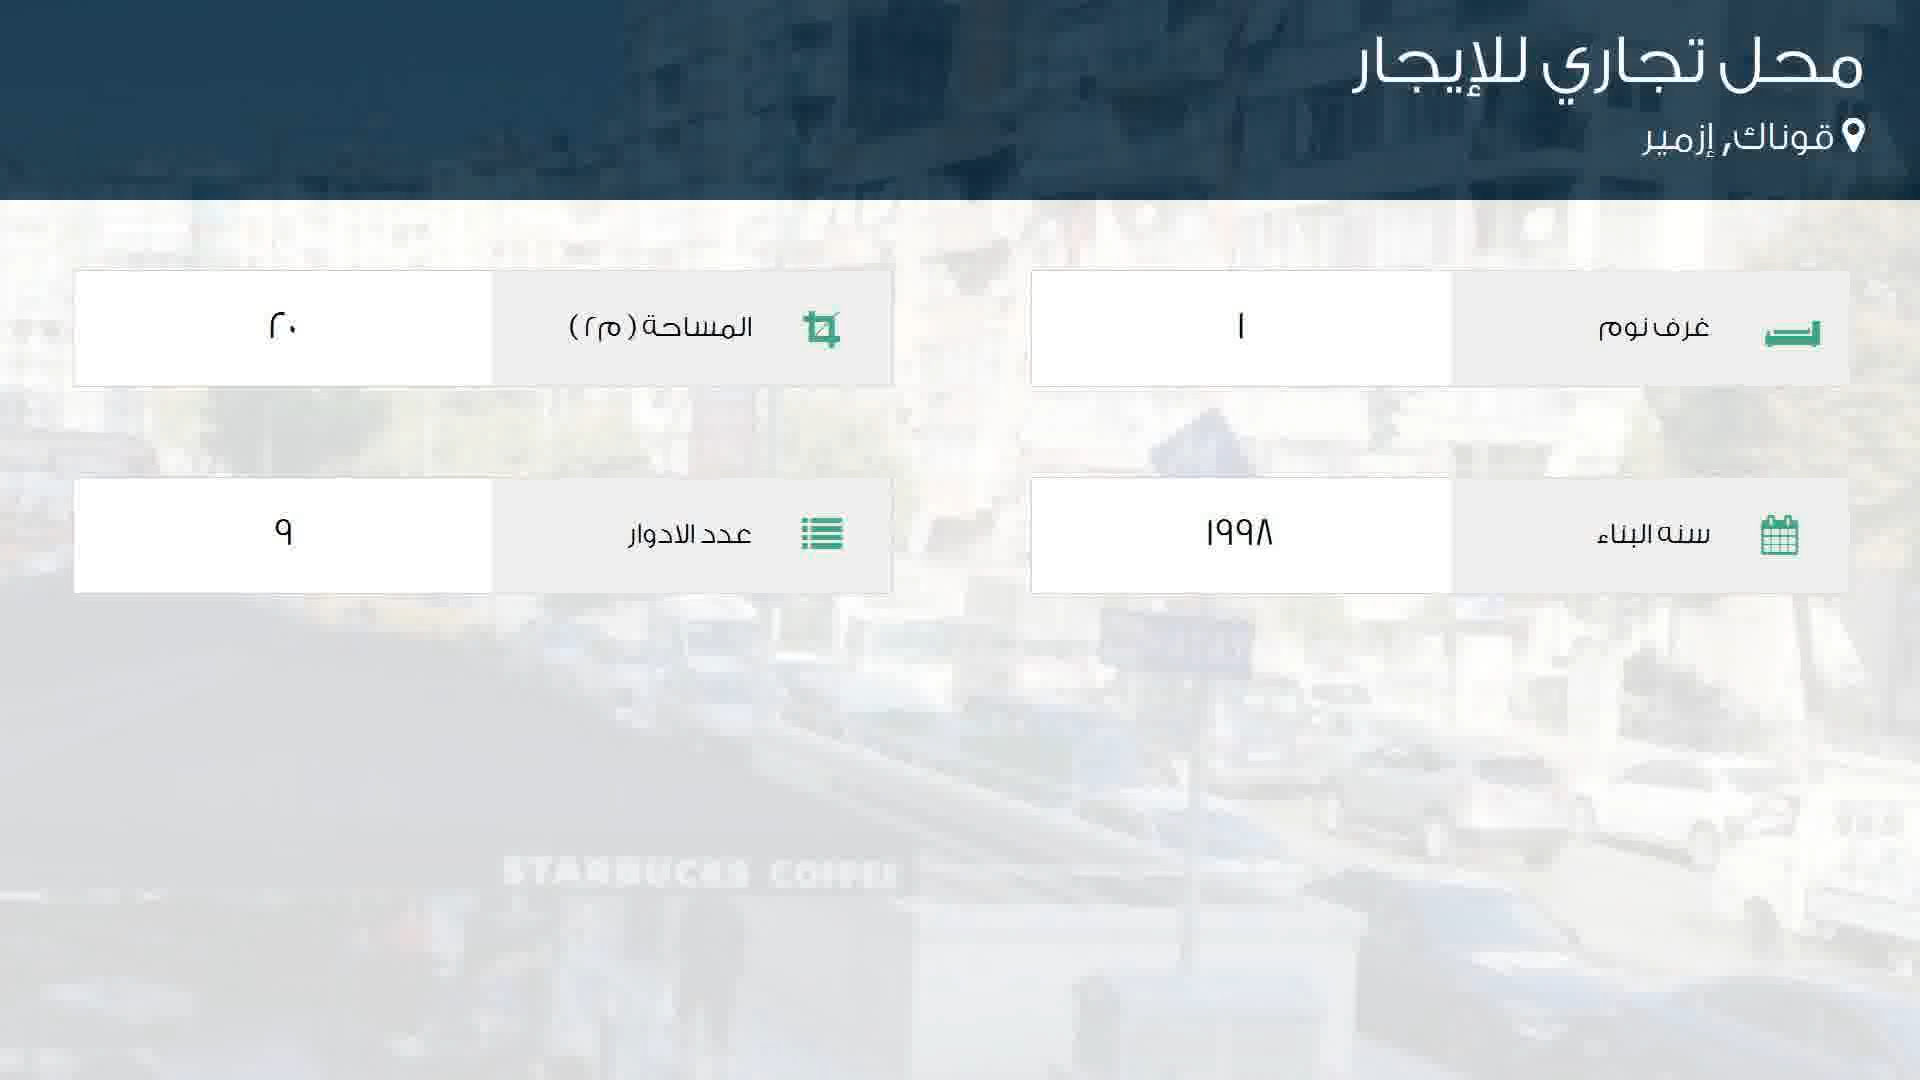 محل تجاري للإيجار
قوناك, إزمير
غرف نوم ١
المساحة (م٢) ٢٠
سنه البناء ١٩٩٨
عدد الادوار ٩
STARBUCKS COFFEE